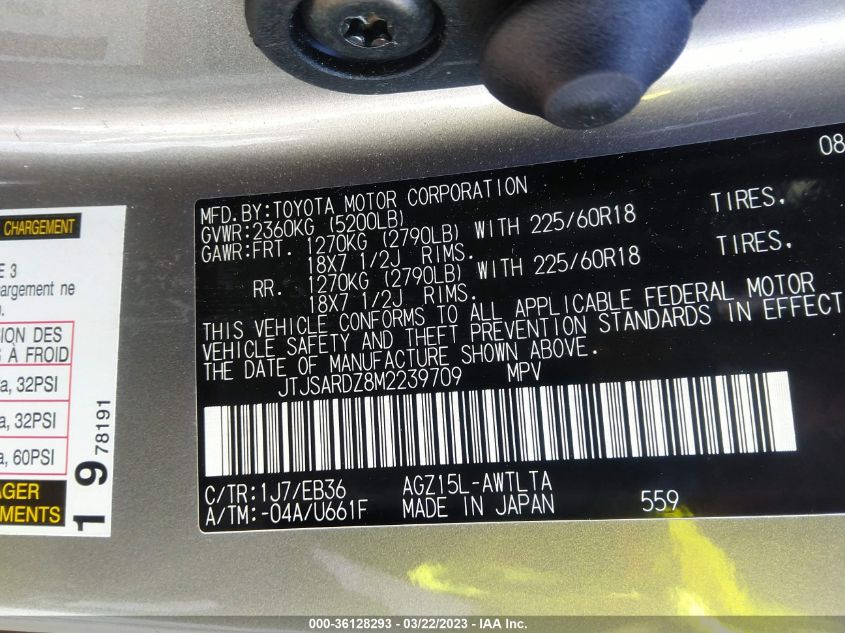 08
MFD.BY:TOYOTA MOTOR CORPORATION
GVWR:2360KG (5200LB)
GAWR:FRT. 1270KG (2790LB) WITH 225/60R18 TIRES.
18X7 1/2J RIMS.
RR. 1270KG (2790LB) WITH 225/60R18 TIRES.
18X7 1/2J RIMS.
THIS VEHICLE CONFORMS TO ALL APPLICABLE FEDERAL MOTOR
VEHICLE SAFETY AND THEFT PREVENTION STANDARDS IN EFFECT
THE DATE OF MANUFACTURE SHOWN ABOVE.
JTJSARDZ8M2239709 MPV
C/TR:1J7/EB36 AGZ15L-AWTLTA
A/TM:-04A/U661F MADE IN JAPAN 559
CHARGEMENT
E 3
argement ne
ION DES
À FROID
a, 32PSI
a, 32PSI
a, 60PSI
AGER
EMENTS
1 9 78191
000-36128293 - 03/22/2023 - IAA Inc.